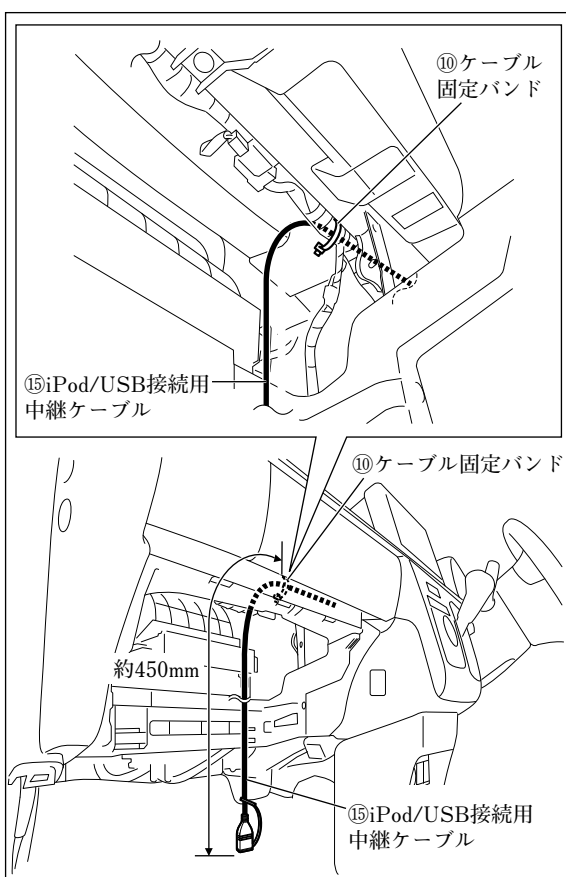 ⑩ケーブル
固定バンド
⑮iPod/USB接続用
中継ケーブル
⑩ケーブル固定バンド
約450mm
⑮iPod/USB接続用
中継ケーブル